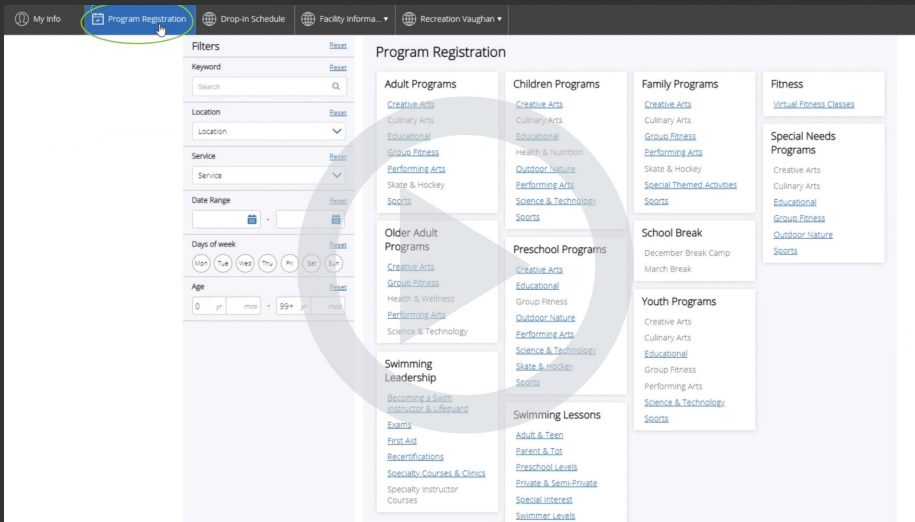 My Info
Program Registration
Drop-In Schedule
Facility Informa... ▾
Recreation Vaughan ▾
Filters
Reset
Keyword
Reset
Search
Location
Reset
Location
Service
Reset
Service
Date Range
Reset
-
Days of week
Reset
Mon Tue Wed Thu Fri Sat Sun
Age
Reset
0 yr mos - 99+ yr mos
Program Registration
Adult Programs
Creative Arts
Culinary Arts
Educational
Group Fitness
Performing Arts
Skate & Hockey
Sports
Older Adult
Programs
Creative Arts
Group Fitness
Health & Wellness
Performing Arts
Science & Technology
Swimming
Leadership
Becoming a Swim
Instructor & Lifeguard
Exams
First Aid
Recertifications
Specialty Courses & Clinics
Specialty Instructor
Courses
Children Programs
Creative Arts
Culinary Arts
Educational
Health & Nutrition
Outdoor Nature
Performing Arts
Science & Technology
Sports
Preschool Programs
Creative Arts
Educational
Group Fitness
Outdoor Nature
Performing Arts
Science & Technology
Skate & Hockey
Sports
Swimming Lessons
Adult & Teen
Parent & Tot
Preschool Levels
Private & Semi-Private
Special Interest
Swimmer Levels
Family Programs
Creative Arts
Culinary Arts
Group Fitness
Performing Arts
Skate & Hockey
Special Themed Activities
Sports
School Break
December Break Camp
March Break
Youth Programs
Creative Arts
Culinary Arts
Educational
Group Fitness
Performing Arts
Science & Technology
Sports
Fitness
Virtual Fitness Classes
Special Needs
Programs
Creative Arts
Culinary Arts
Educational
Group Fitness
Outdoor Nature
Sports